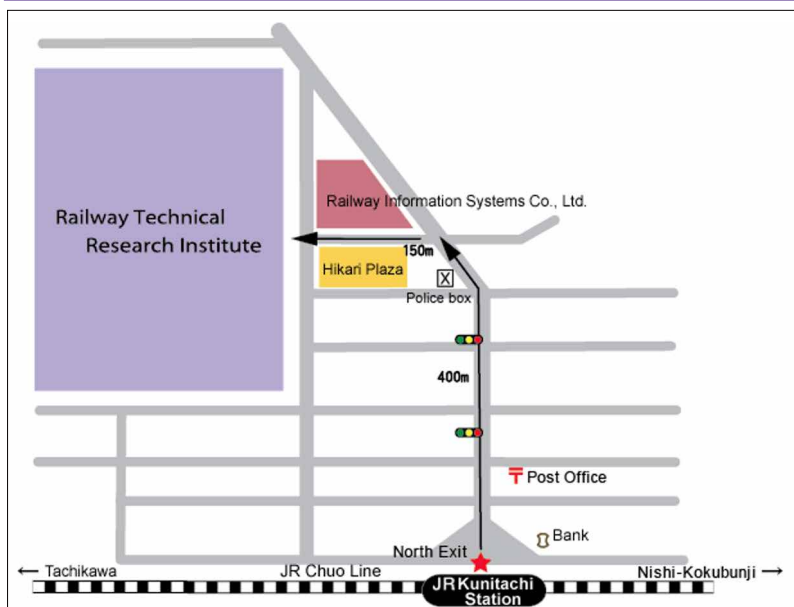 Railway Technical
Research Institute
Railway Information Systems Co., Ltd.
150m
Hikari Plaza
X
Police box
400m
〒 Post Office
Bank
North Exit
← Tachikawa
JR Chuo Line
Nishi-Kokubunji →
JR Kunitachi
Station